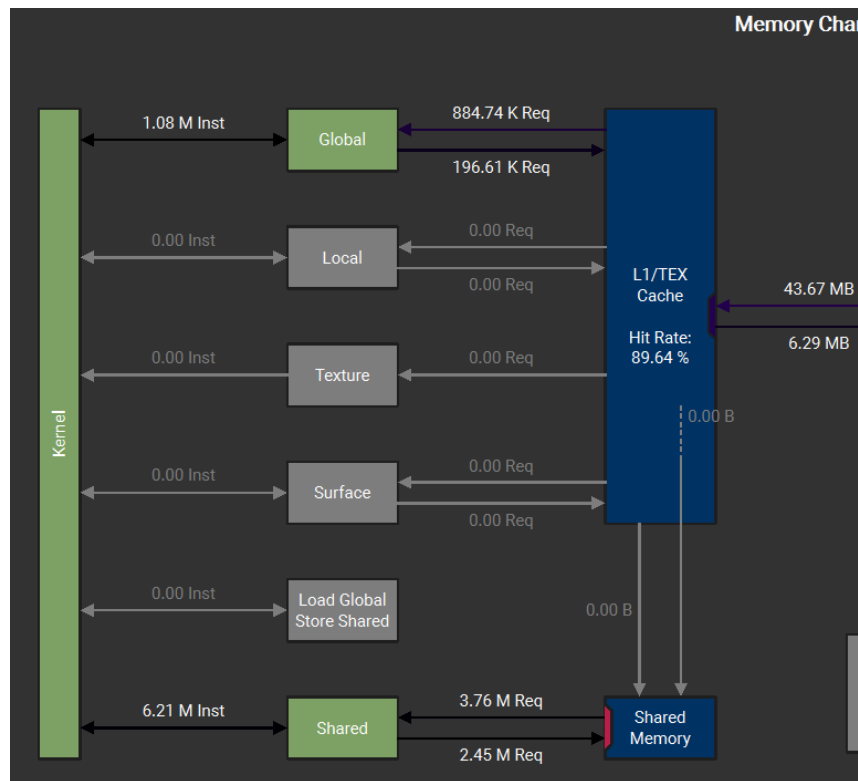 Memory Char
1.08 M Inst
Global
884.74 K Req
196.61 K Req
0.00 Inst
Local
0.00 Req
0.00 Req
L1/TEX
Cache
Hit Rate:
89.64 %
43.67 MB
6.29 MB
0.00 Inst
Texture
0.00 Req
0.00 B
Kernel
0.00 Inst
Surface
0.00 Req
0.00 Req
0.00 Inst
Load Global
Store Shared
0.00 B
6.21 M Inst
Shared
3.76 M Req
2.45 M Req
Shared
Memory